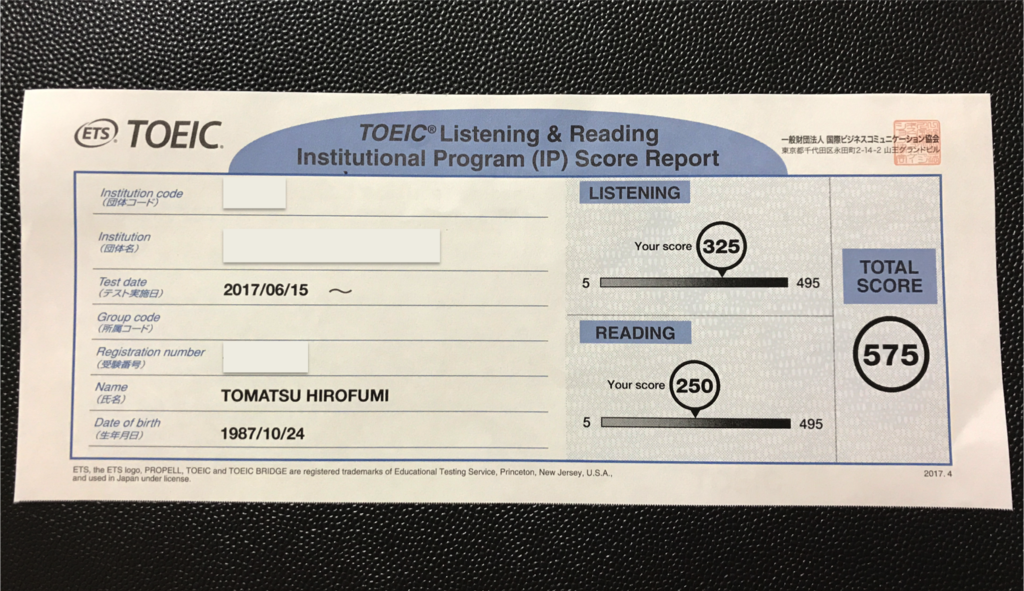 ETS TOEIC®
TOEIC® Listening & Reading
Institutional Program (IP) Score Report
一般財団法人 国際ビジネスコミュニケーション協会
東京都千代田区永田町2-14-2 山王グランドビル
Institution code
(団体コード)
Institution
(団体名)
Test date
(テスト実施日)
2017/06/15 ～
Group code
(所属コード)
Registration number
(受験番号)
Name
(氏名)
TOMATSU HIROFUMI
Date of birth
(生年月日)
1987/10/24
LISTENING
Your score 325
5 495
READING
Your score 250
5 495
TOTAL
SCORE
575
ETS, the ETS logo, PROPELL, TOEIC and TOEIC BRIDGE are registered trademarks of Educational Testing Service, Princeton, New Jersey, U.S.A.,
and used in Japan under license.
2017. 4